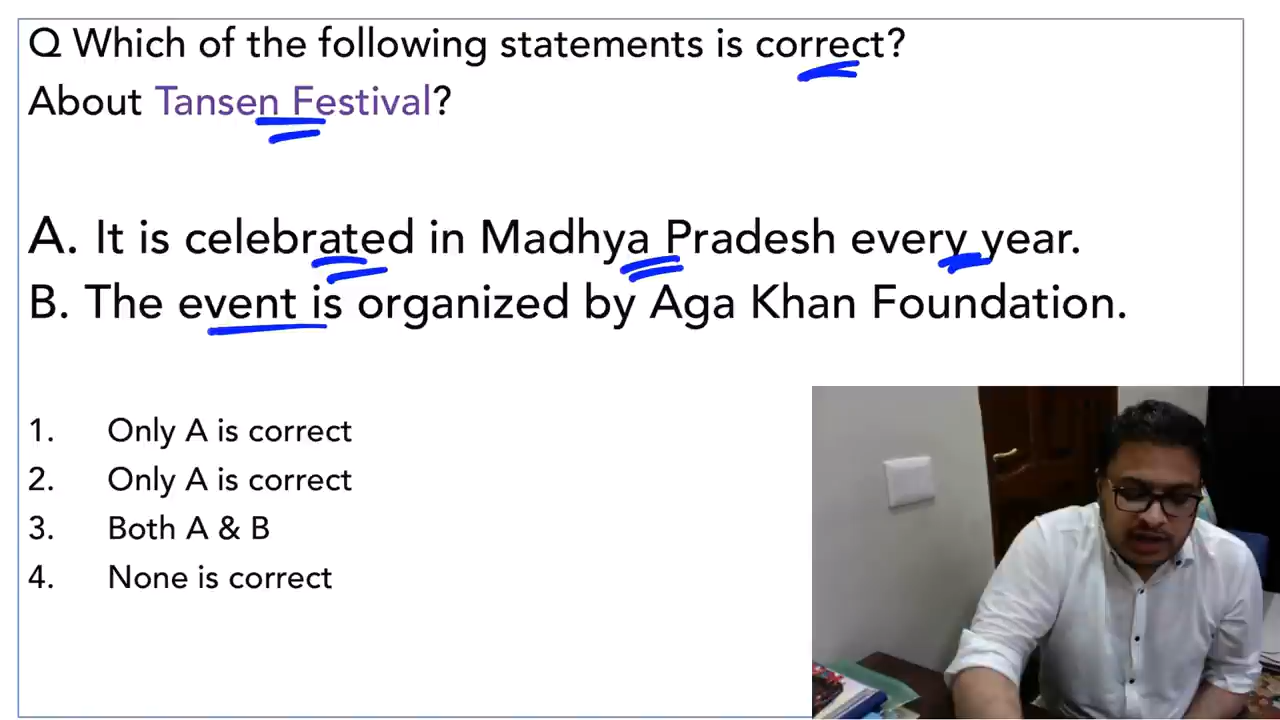 Q Which of the following statements is correct?
About Tansen Festival?
A. It is celebrated in Madhya Pradesh every year.
B. The event is organized by Aga Khan Foundation.
1. Only A is correct
2. Only A is correct
3. Both A & B
4. None is correct